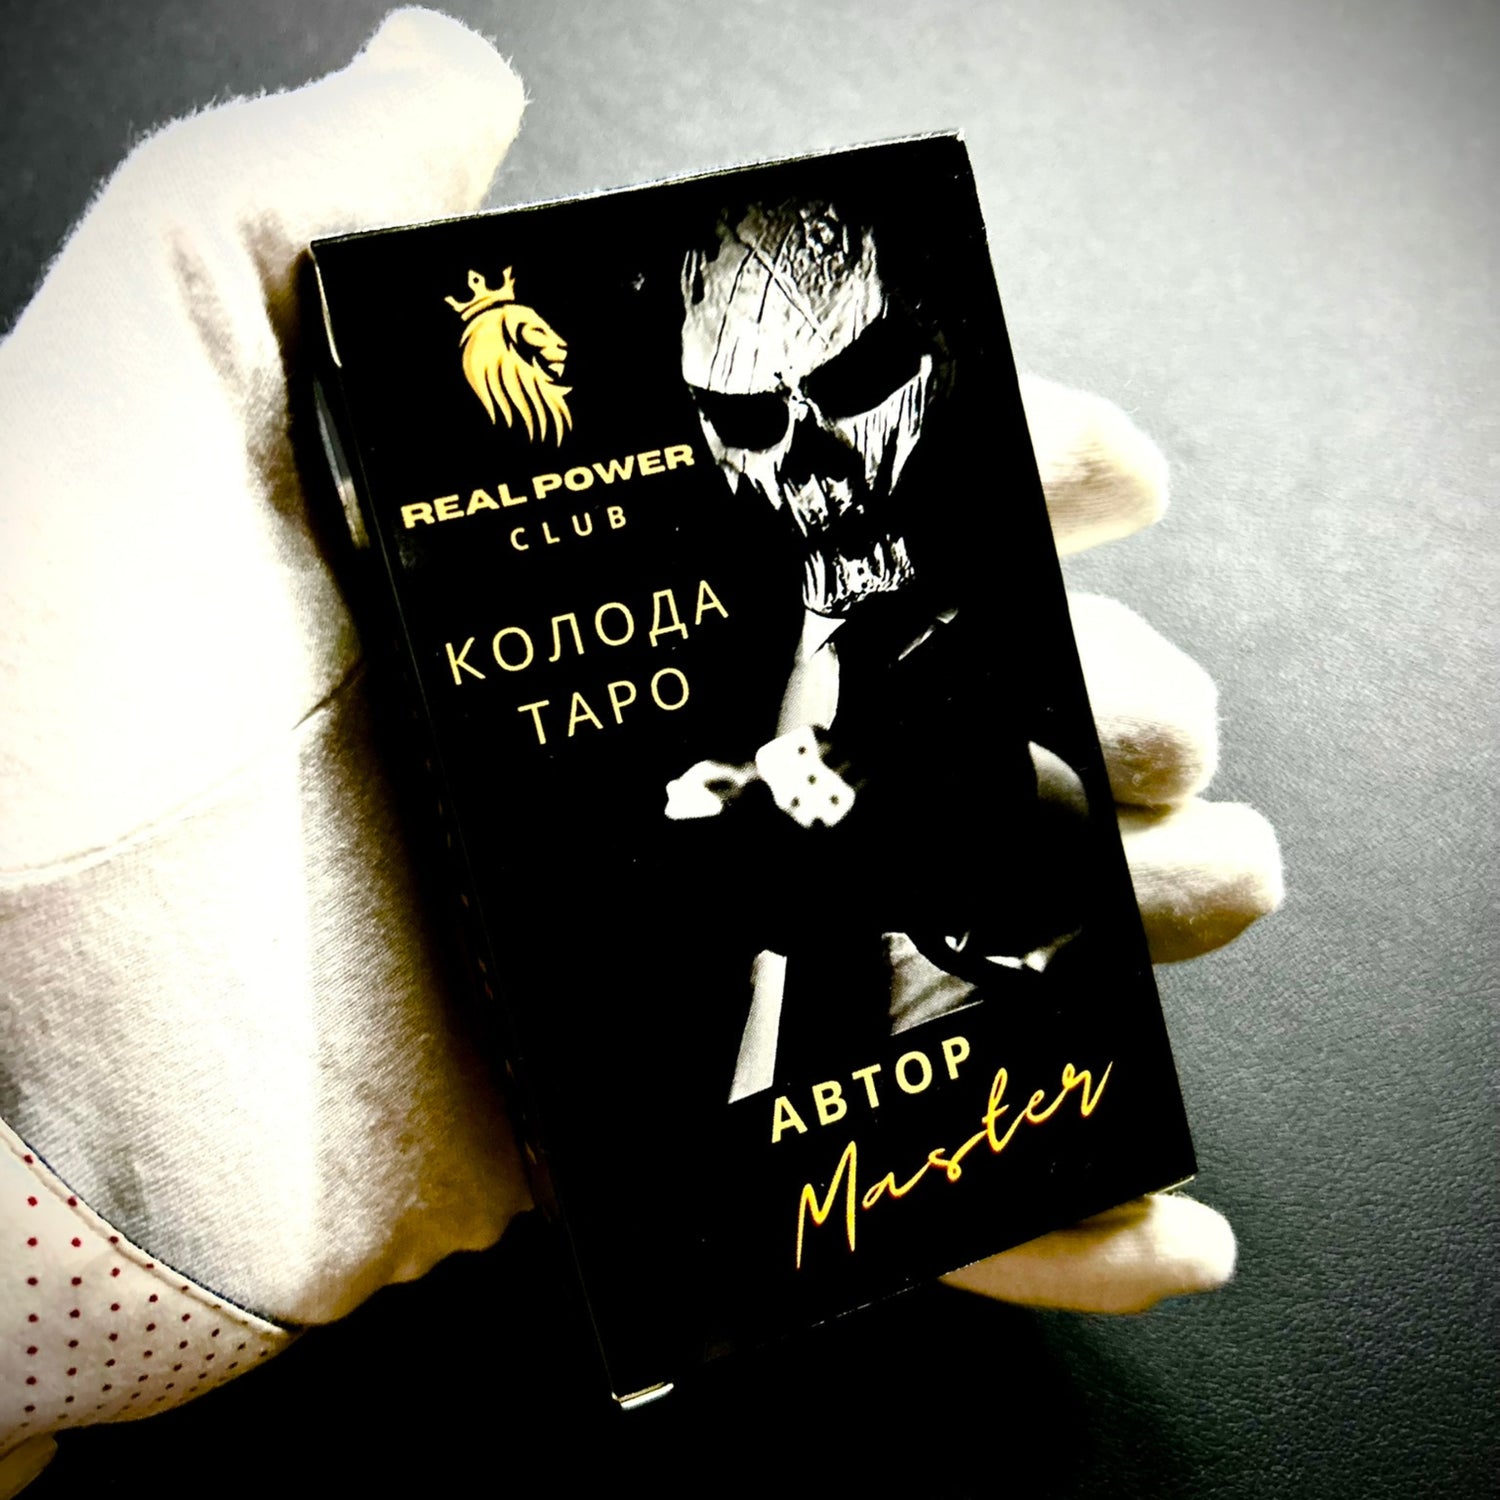 REAL POWER
CLUB
КОЛОДА
ТАРО
АВТОР
Master